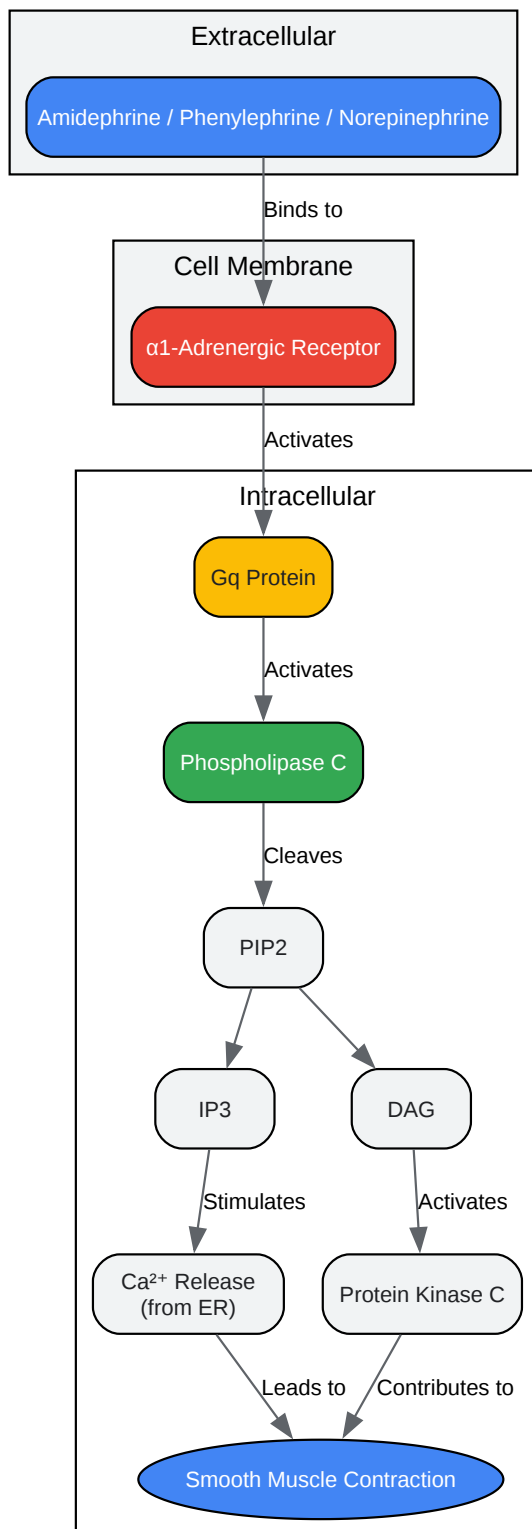 Extracellular
Amidephrine / Phenylephrine / Norepinephrine
Binds to
Cell Membrane
α1-Adrenergic Receptor
Activates
Intracellular
Gq Protein
Activates
Phospholipase C
Cleaves
PIP2
IP3
DAG
Stimulates
Activates
Ca²⁺ Release
(from ER)
Protein Kinase C
Leads to
Contributes to
Smooth Muscle Contraction